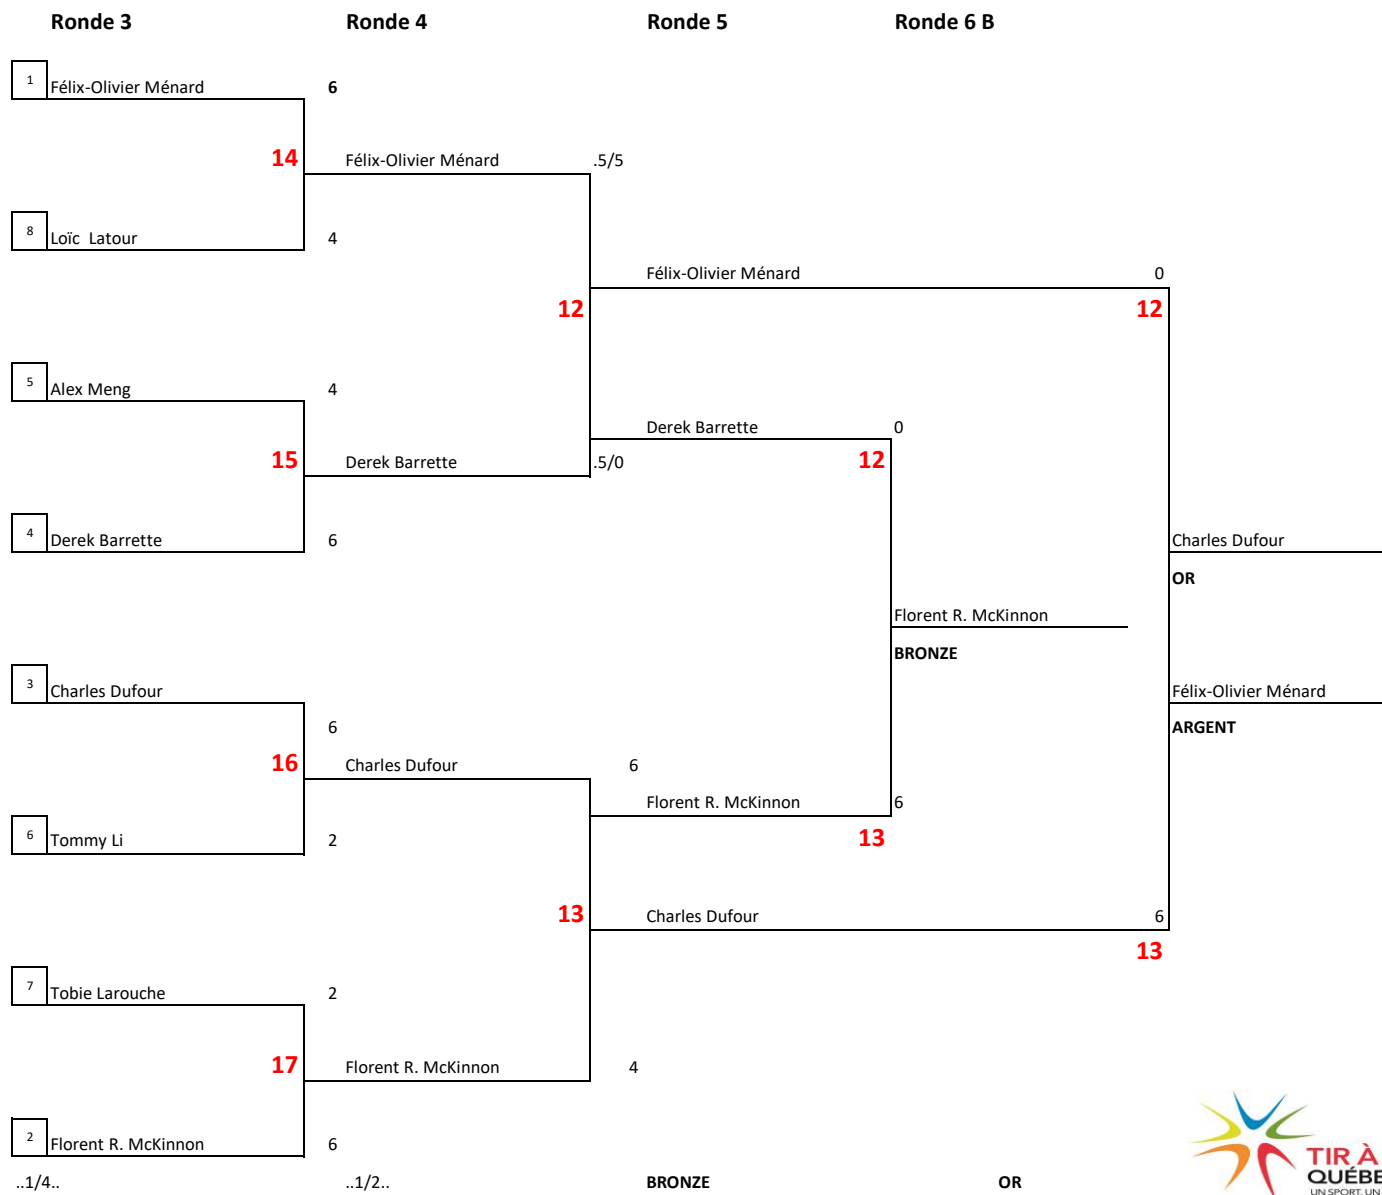 Ronde 3 Ronde 4 Ronde 5 Ronde 6 B
1 Félix-Olivier Ménard 6
14 Félix-Olivier Ménard .5/5
8 Loïc Latour 4
Félix-Olivier Ménard 0
12 12
5 Alex Meng 4
Derek Barrette 0
15 Derek Barrette .5/0 12
4 Derek Barrette 6 Charles Dufour
OR
Florent R. McKinnon
BRONZE
3 Charles Dufour Félix-Olivier Ménard
6 ARGENT
16 Charles Dufour 6
Florent R. McKinnon 6
6 Tommy Li 2 13
13 Charles Dufour 6
13
7 Tobie Larouche 2
17 Florent R. McKinnon 4
2 Florent R. McKinnon 6
TIR À
..1/4.. ..1/2.. BRONZE OR QUÉBE
UN SPORT, UN